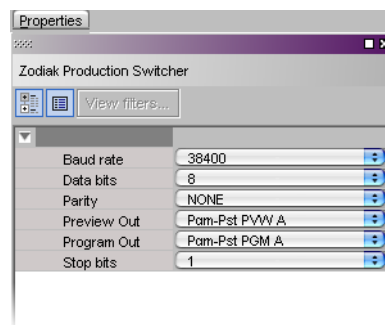 Properties
Zodiak Production Switcher
View filters...
Baud rate 38400
Data bits 8
Parity NONE
Preview Out Pgm-Pst PVW A
Program Out Pgm-Pst PGM A
Stop bits 1